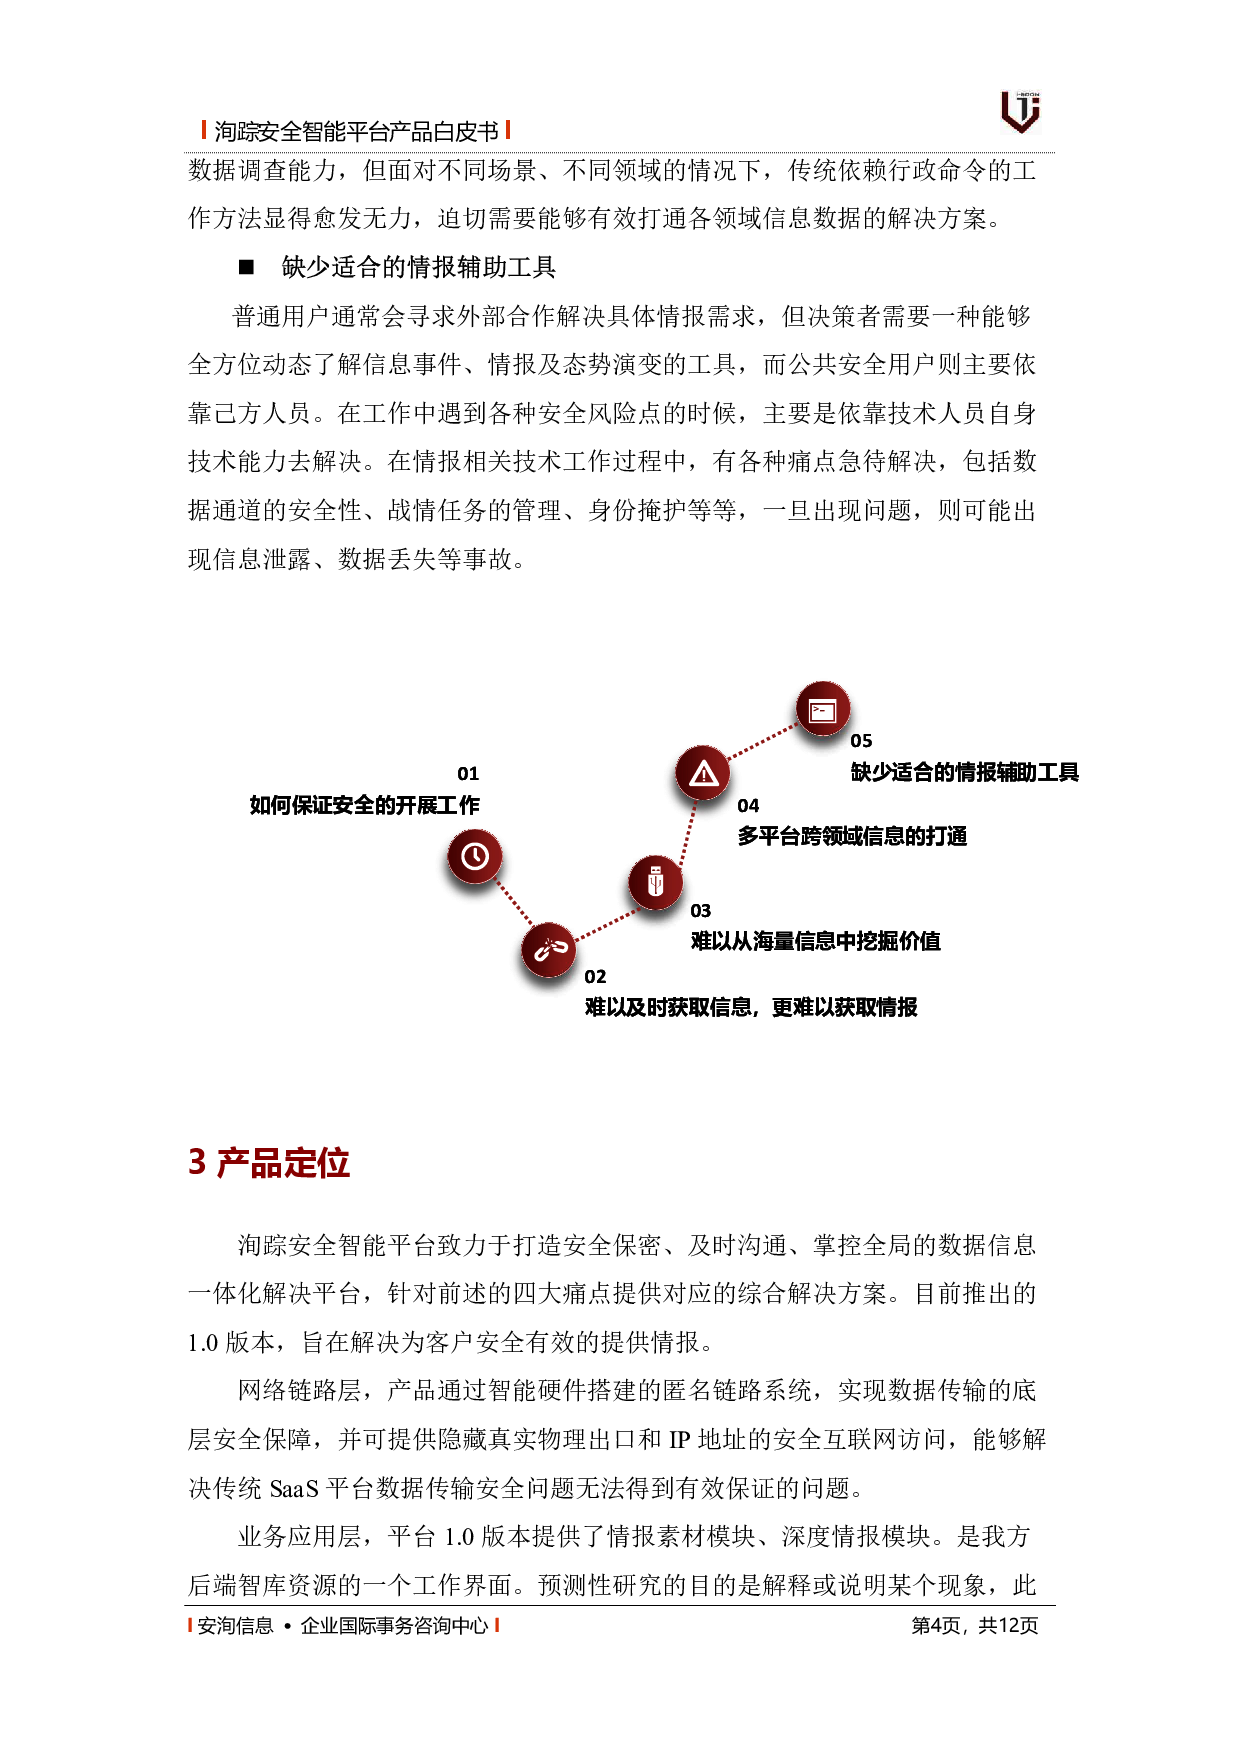 洵踪安全智能平台产品白皮书
i-SOON
数据调查能力，但面对不同场景、不同领域的情况下，传统依赖行政命令的工
作方法显得愈发无力，迫切需要能够有效打通各领域信息数据的解决方案。
■ 缺少适合的情报辅助工具
普通用户通常会寻求外部合作解决具体情报需求，但决策者需要一种能够
全方位动态了解信息事件、情报及态势演变的工具，而公共安全用户则主要依
靠己方人员。在工作中遇到各种安全风险点的时候，主要是依靠技术人员自身
技术能力去解决。在情报相关技术工作过程中，有各种痛点急待解决，包括数
据通道的安全性、战情任务的管理、身份掩护等等，一旦出现问题，则可能出
现信息泄露、数据丢失等事故。
01
如何保证安全的开展工作
02
难以及时获取信息，更难以获取情报
03
难以从海量信息中挖掘价值
04
多平台跨领域信息的打通
05
缺少适合的情报辅助工具
3 产品定位
洵踪安全智能平台致力于打造安全保密、及时沟通、掌控全局的数据信息
一体化解决平台，针对前述的四大痛点提供对应的综合解决方案。目前推出的
1.0 版本，旨在解决为客户安全有效的提供情报。
网络链路层，产品通过智能硬件搭建的匿名链路系统，实现数据传输的底
层安全保障，并可提供隐藏真实物理出口和 IP 地址的安全互联网访问，能够解
决传统 SaaS 平台数据传输安全问题无法得到有效保证的问题。
业务应用层，平台 1.0 版本提供了情报素材模块、深度情报模块。是我方
后端智库资源的一个工作界面。预测性研究的目的是解释或说明某个现象，此
安洵信息 • 企业国际事务咨询中心
第4页，共12页